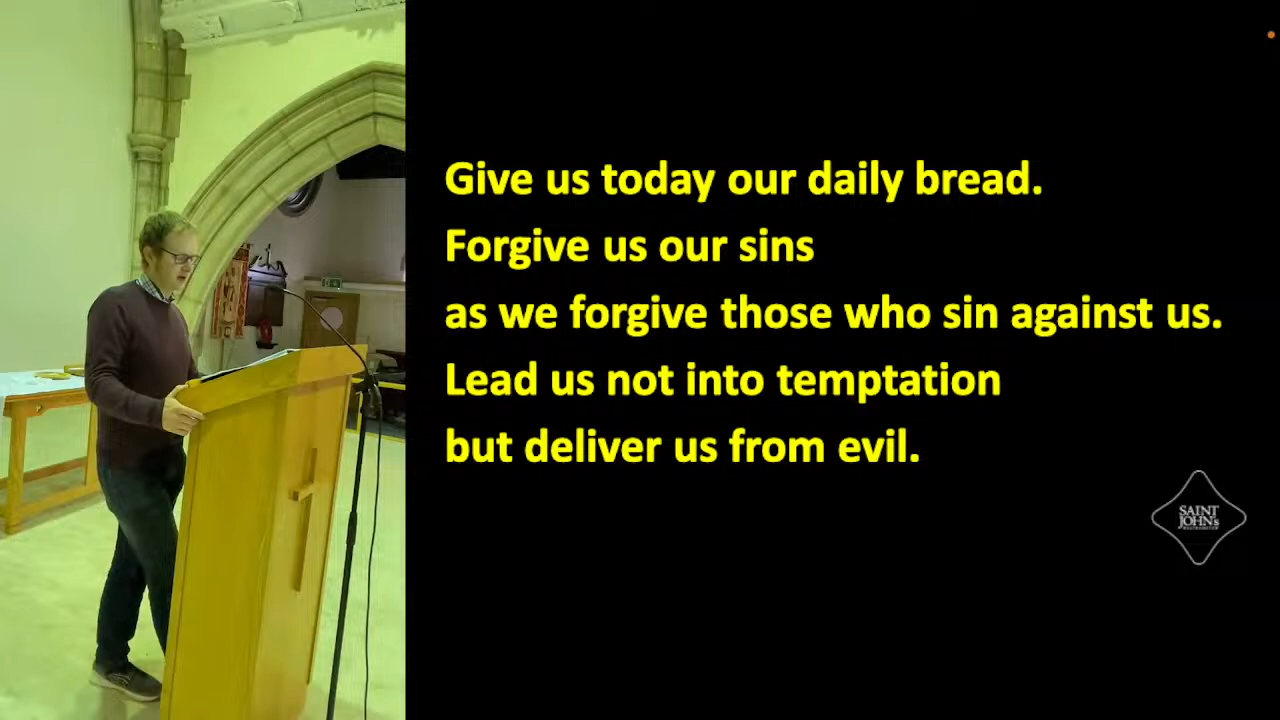 Give us today our daily bread.
Forgive us our sins
as we forgive those who sin against us.
Lead us not into temptation
but deliver us from evil.
SAINT
JOHN's